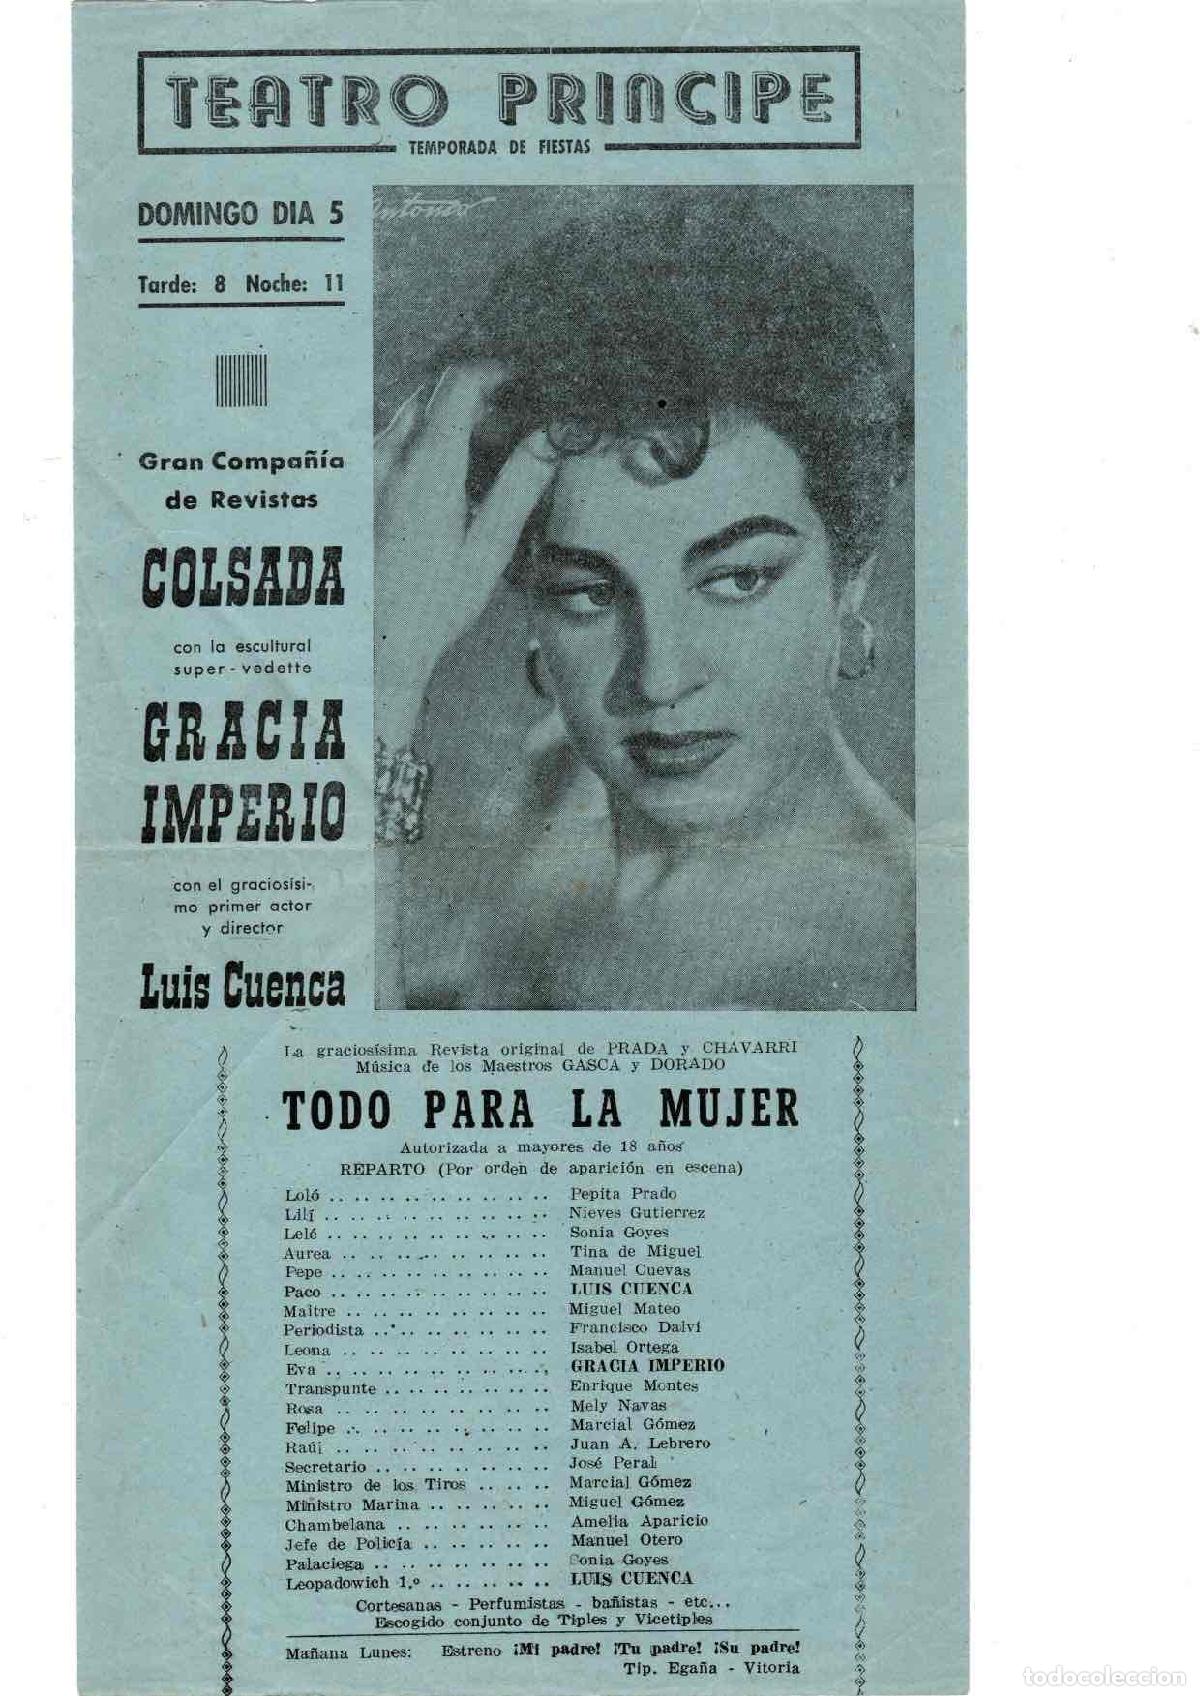 TEATRO PRINCIPE
TEMPORADA DE FIESTAS
DOMINGO DIA 5
Tarde: 8 Noche: 11
Antonio
Gran Compañía
de Revistas
COLSADA
con la escultural
super-vedette
GRACIA
IMPERIO
con el graciosísi-
mo primer actor
y director
Luis Cuenca
La graciosísima Revista original de PRADA y CHAVARRI
Música de los Maestros GASCA y DORADO
TODO PARA LA MUJER
Autorizada a mayores de 18 años
REPARTO (Por orden de aparición en escena)
Loló .. .. .. .. .. .. .. .. .. Pepita Prado
Lilí .. .. .. .. .. .. .. .. .. Nieves Gutierrez
Lelé .. .. .. .. .. .. .. .. .. Sonia Goyes
Aurea .. .. .. .. .. .. .. .. Tina de Miguel
Pepe .. .. .. .. .. .. .. .. .. Manuel Cuevas
Paco .. .. .. .. .. .. .. .. .. LUIS CUENCA
Maitre .. .. .. .. .. .. .. .. Miguel Mateo
Periodista .. .. .. .. .. .. .. Francisco Dalví
Leona .. .. .. .. .. .. .. .. Isabel Ortega
Eva .. .. .. .. .. .. .. .. .. GRACIA IMPERIO
Transpunte .. .. .. .. .. .. .. Enrique Montes
Rosa .. .. .. .. .. .. .. .. .. Mely Navas
Felipe .. .. .. .. .. .. .. .. Marcial Gómez
Raúl .. .. .. .. .. .. .. .. .. Juan A. Lebrero
Secretario .. .. .. .. .. .. .. José Peral
Ministro de los Tiros .. .. .. Marcial Gómez
Ministro Marina .. .. .. .. .. Miguel Gómez
Chambelana .. .. .. .. .. .. Amelia Aparicio
Jefe de Policía .. .. .. .. .. Manuel Otero
Palaciega .. .. .. .. .. .. .. Sonia Goyes
Leopadowich 1.º .. .. .. .. .. LUIS CUENCA
Cortesanas - Perfumistas - bañistas - etc...
Escogido conjunto de Tiples y Vicetiples
Mañana Lunes: Estreno ¡Mi padre! ¡Tu padre! ¡Su padre!
Tip. Egaña - Vitoria
todocoleccion